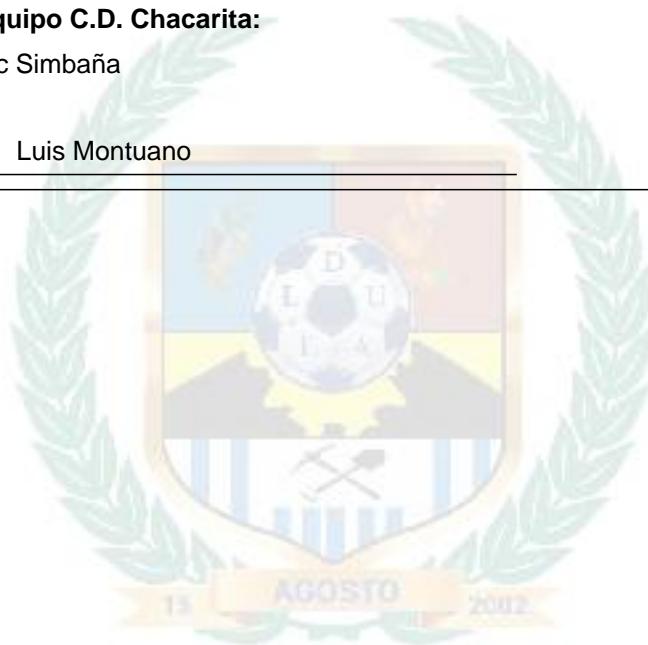 quipo C.D. Chacarita:
c Simbaña
Luis Montuano
D
L U
L A
15 AGOSTO 2002